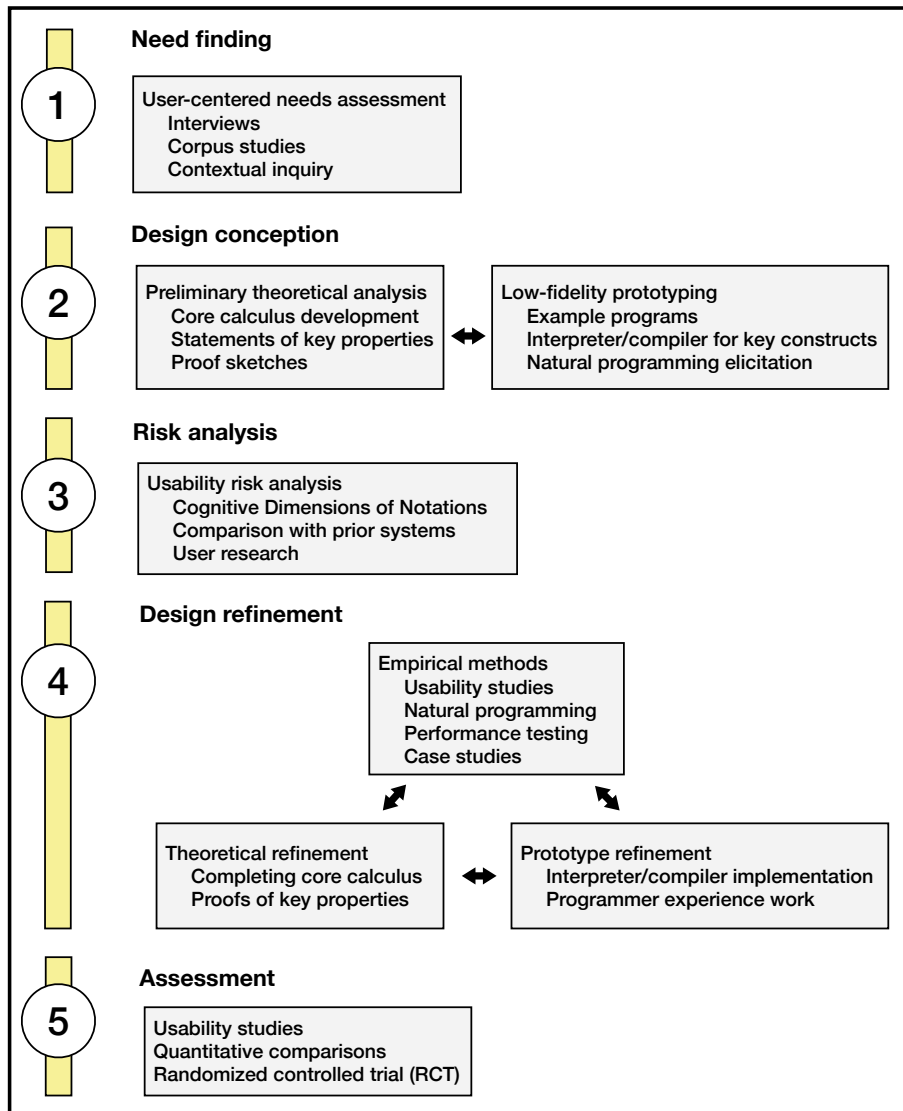 Need finding
1
User-centered needs assessment
Interviews
Corpus studies
Contextual inquiry
Design conception
2
Preliminary theoretical analysis
Core calculus development
Statements of key properties
Proof sketches
Low-fidelity prototyping
Example programs
Interpreter/compiler for key constructs
Natural programming elicitation
Risk analysis
3
Usability risk analysis
Cognitive Dimensions of Notations
Comparison with prior systems
User research
Design refinement
4
Empirical methods
Usability studies
Natural programming
Performance testing
Case studies
Theoretical refinement
Completing core calculus
Proofs of key properties
Prototype refinement
Interpreter/compiler implementation
Programmer experience work
Assessment
5
Usability studies
Quantitative comparisons
Randomized controlled trial (RCT)